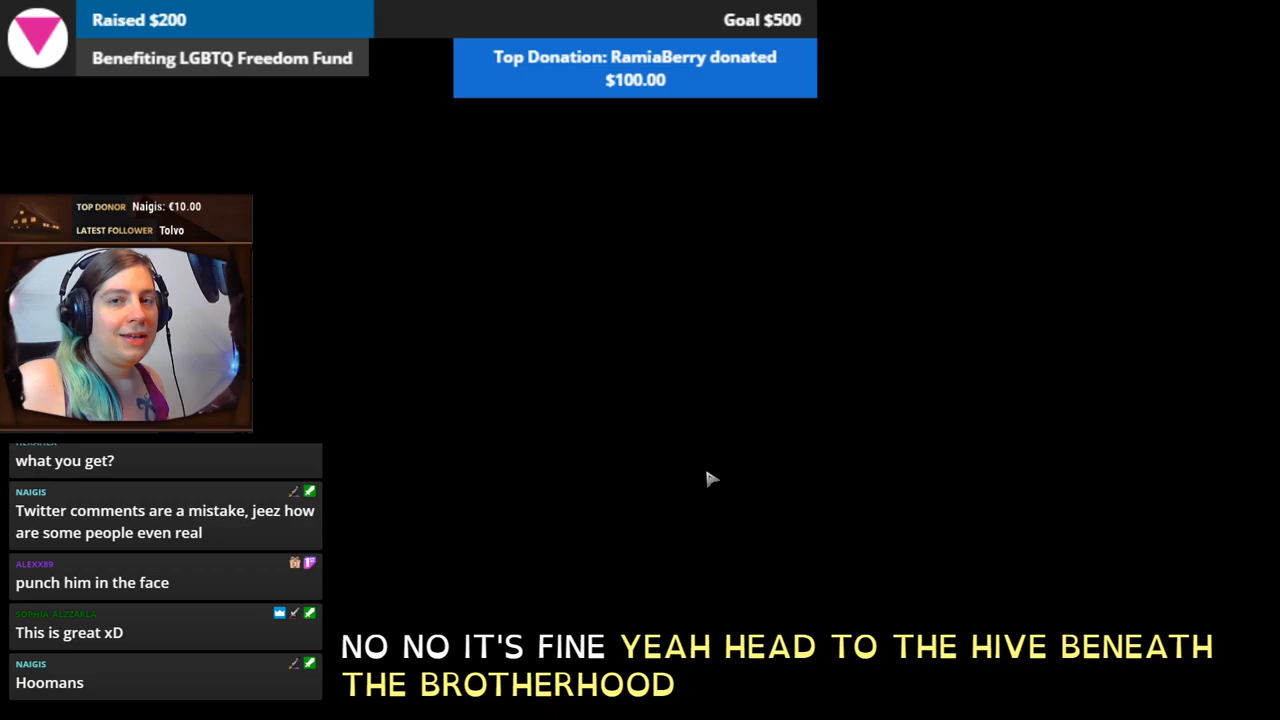 Raised $200
Goal $500
Benefiting LGBTQ Freedom Fund
Top Donation: RamiaBerry donated
$100.00
TOP DONOR Naigis: €10.00
LATEST FOLLOWER Tolvo
what you get?
NAIGIS
Twitter comments are a mistake, jeez how
are some people even real
ALEXX89
punch him in the face
SOPHIA_ALZZARLA
This is great xD
NAIGIS
Hoomans
NO NO IT'S FINE YEAH HEAD TO THE HIVE BENEATH
THE BROTHERHOOD